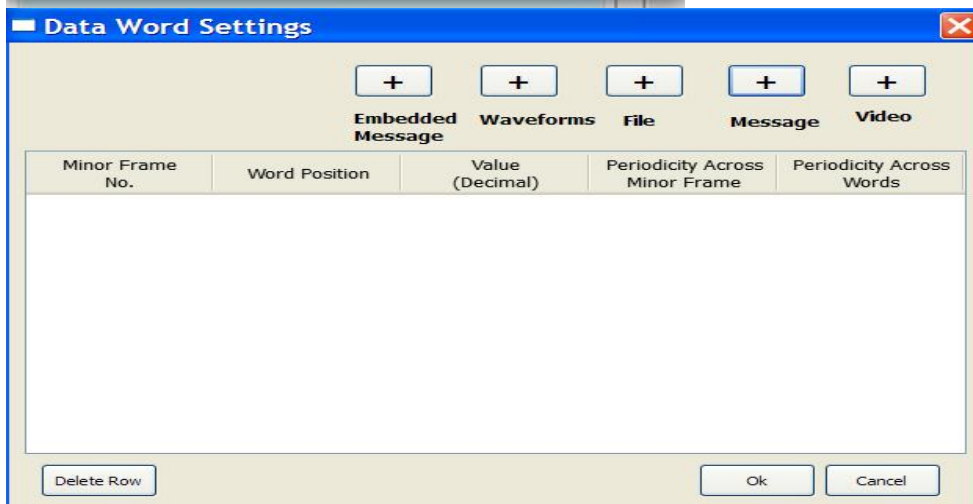 Data Word Settings
+ + + + +
Embedded Message Waveforms File Message Video
Minor Frame No. Word Position Value (Decimal) Periodicity Across Minor Frame Periodicity Across Words
Delete Row Ok Cancel